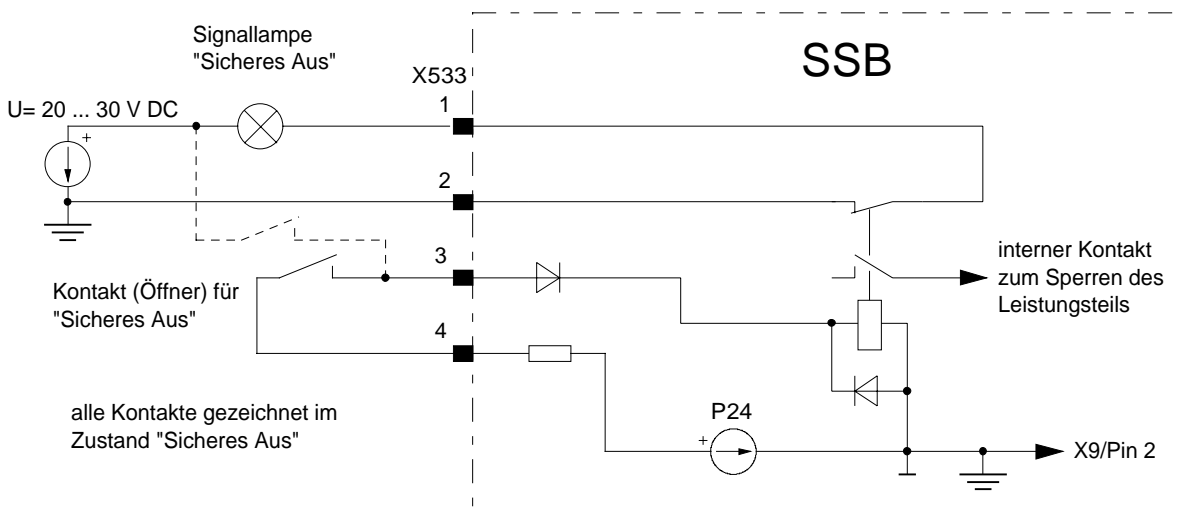 Signallampe
"Sicheres Aus"
SSB
X533
U= 20 ... 30 V DC
1
+
2
3
interner Kontakt
zum Sperren des
Leistungsteils
Kontakt (Öffner) für
"Sicheres Aus"
4
alle Kontakte gezeichnet im
Zustand "Sicheres Aus"
P24
+
X9/Pin 2